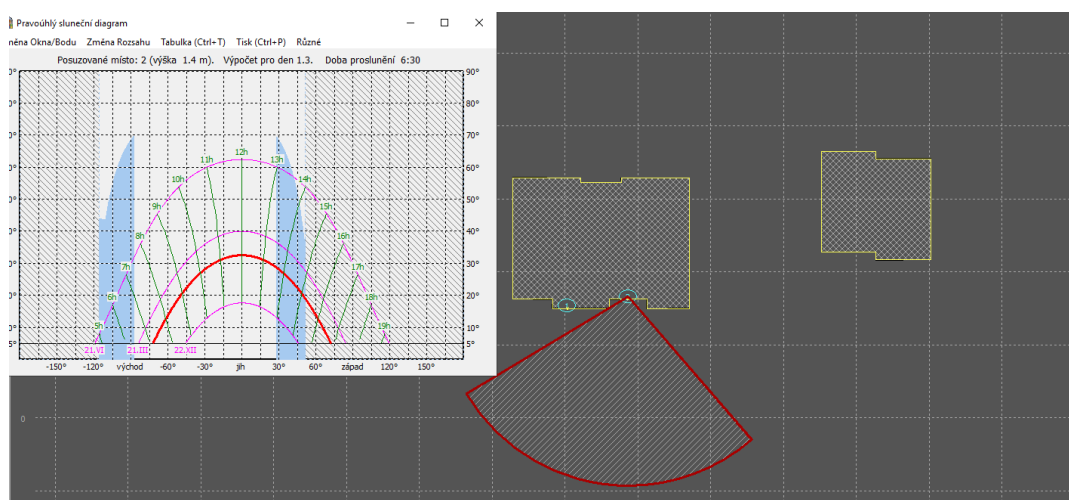 Pravoúhlý sluneční diagram
Změna Rozsahu Tabulka (Ctrl+T) Tisk (Ctrl+P) Různé
Posuzované místo: 2 (výška 1.4 m). Výpočet pro den 1.3. Doba proslunění 6:30
90°
80°
70°
60°
50°
40°
30°
20°
10°
5°
12h
11h 13h
10h 14h
9h 15h
8h 16h
7h 17h
6h 18h
5h 19h
21.VI 21.III 22.XII
-150° -120° východ -60° -30° jih 30° 60° západ 120° 150°
0